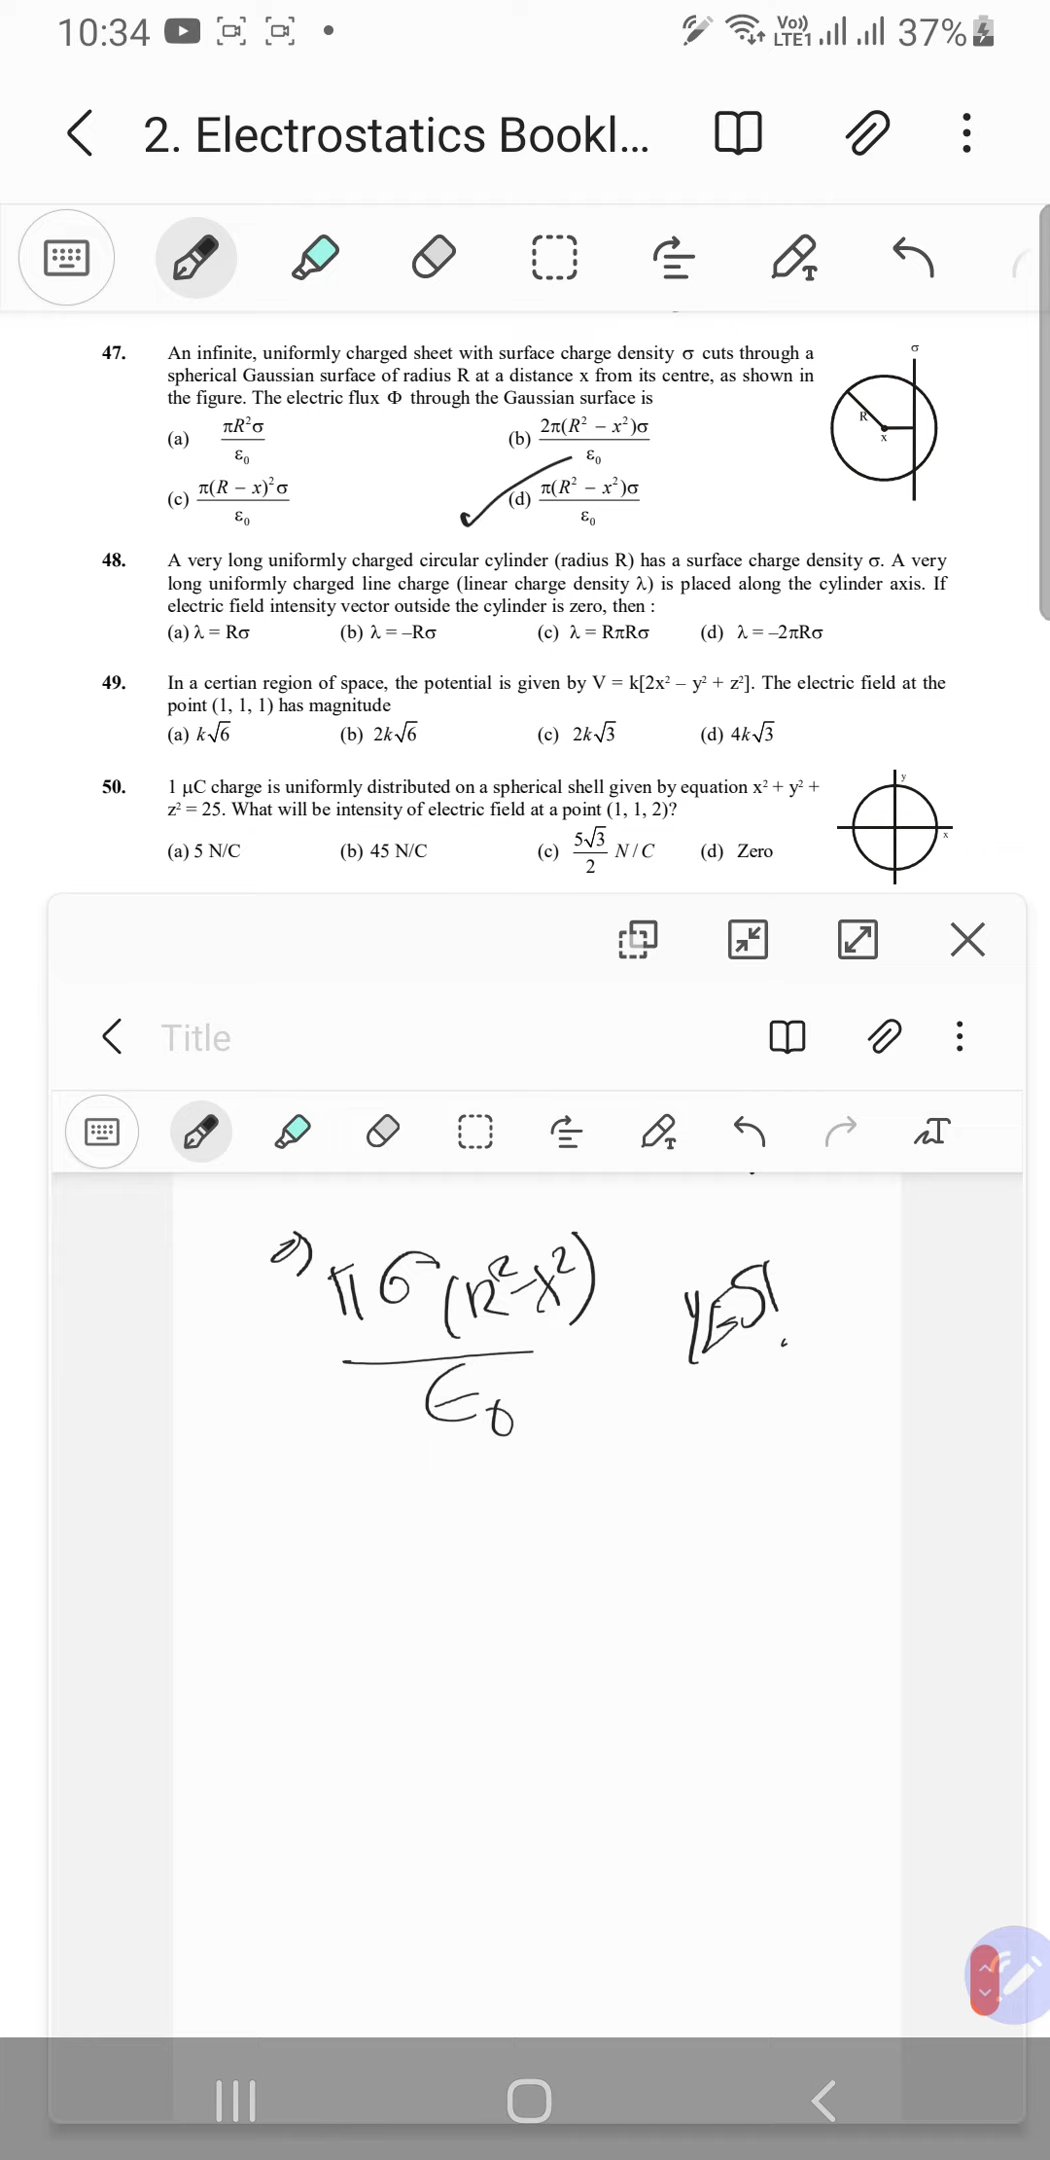 10:34 Vo)) LTE1 37%
2. Electrostatics Bookl...
47. An infinite, uniformly charged sheet with surface charge density σ cuts through a
spherical Gaussian surface of radius R at a distance x from its centre, as shown in
the figure. The electric flux Φ through the Gaussian surface is
(a) πR²σ/ε₀ (b) 2π(R² – x²)σ/ε₀
(c) π(R – x)²σ/ε₀ (d) π(R² – x²)σ/ε₀
σ
R
x
48. A very long uniformly charged circular cylinder (radius R) has a surface charge density σ. A very
long uniformly charged line charge (linear charge density λ) is placed along the cylinder axis. If
electric field intensity vector outside the cylinder is zero, then :
(a) λ = Rσ (b) λ = –Rσ (c) λ = RπRσ (d) λ = –2πRσ
49. In a certian region of space, the potential is given by V = k[2x² – y² + z²]. The electric field at the
point (1, 1, 1) has magnitude
(a) k√6 (b) 2k√6 (c) 2k√3 (d) 4k√3
50. 1 μC charge is uniformly distributed on a spherical shell given by equation x² + y² +
z² = 25. What will be intensity of electric field at a point (1, 1, 2)?
(a) 5 N/C (b) 45 N/C (c) 5√3/2 N/C (d) Zero
y
x
Title
πσ(R²-x²)/ε₀ YES!